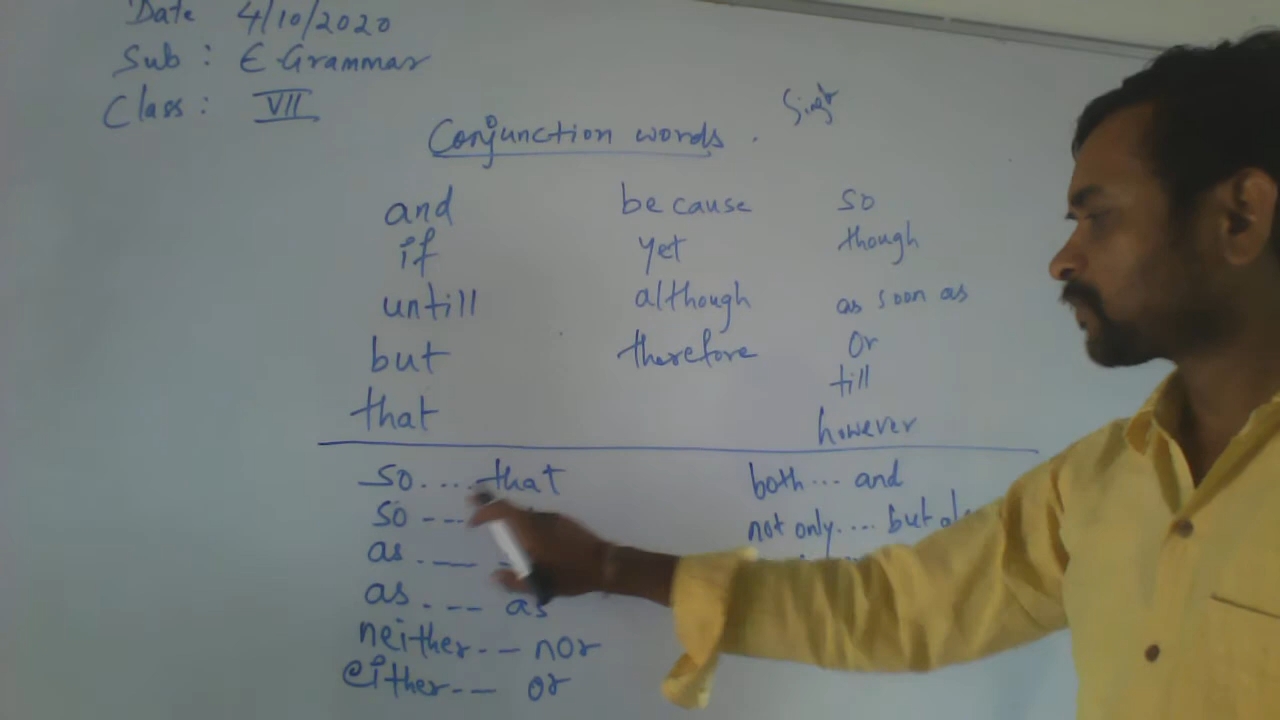 Date 4/10/2020
Sub : E Grammar
Class : VII
Conjunction words.
and because so
if yet though
untill although as soon as
but therefore or
till
that
however
so....that both... and
so --- not only.... but
as .
as . --- as
neither-- nor
either-- or